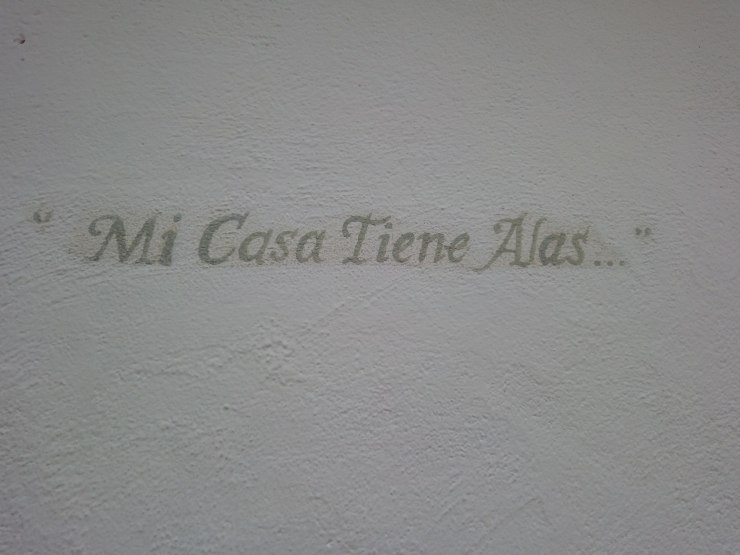 " Mi Casa Tiene Alas..."